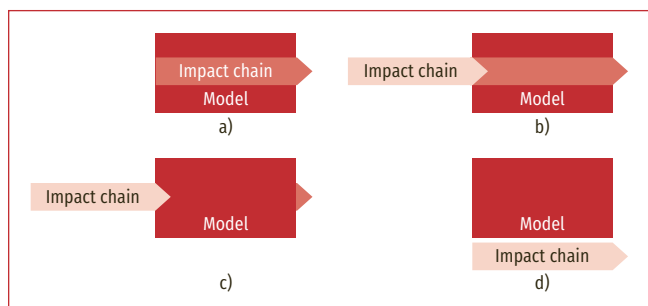 Impact chain
Model
a)
Impact chain
Model
b)
Impact chain
Model
c)
Model
Impact chain
d)